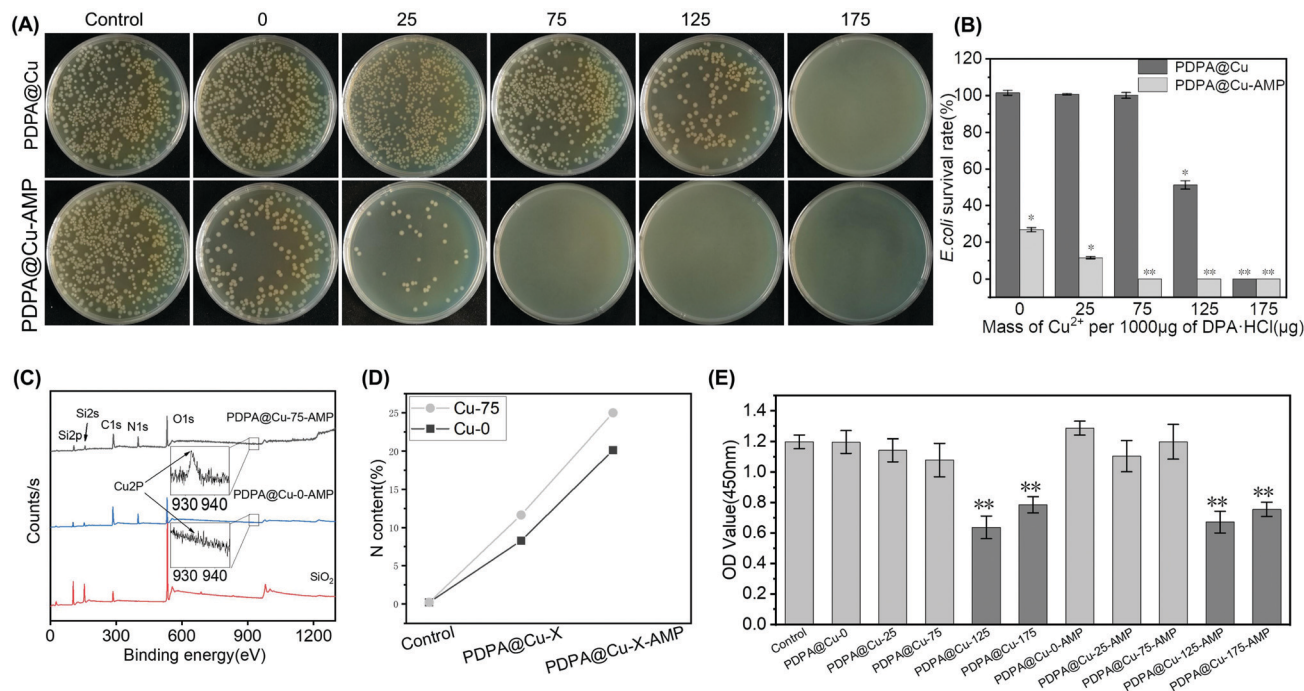 (A)
Control 0 25 75 125 175
PDPA@Cu
PDPA@Cu-AMP
(B)
E.coli survival rate(%)
120
100
80
60
40
20
0
PDPA@Cu
PDPA@Cu-AMP
*
*
**
*
**
**
**
0 25 75 125 175
Mass of Cu²⁺ per 1000µg of DPA·HCl(µg)
(C)
Counts/s
Si2p
Si2s
C1s
N1s
O1s
PDPA@Cu-75-AMP
Cu2P
930 940
PDPA@Cu-0-AMP
930 940
SiO₂
0 300 600 900 1200
Binding energy(eV)
(D)
N content(%)
25
20
15
10
5
0
Cu-75
Cu-0
Control
PDPA@Cu-X
PDPA@Cu-X-AMP
(E)
OD Value(450nm)
1.4
1.2
1.0
0.8
0.6
0.4
0.2
0.0
**
**
**
**
Control
PDPA@Cu-0
PDPA@Cu-25
PDPA@Cu-75
PDPA@Cu-125
PDPA@Cu-175
PDPA@Cu-0-AMP
PDPA@Cu-25-AMP
PDPA@Cu-75-AMP
PDPA@Cu-125-AMP
PDPA@Cu-175-AMP